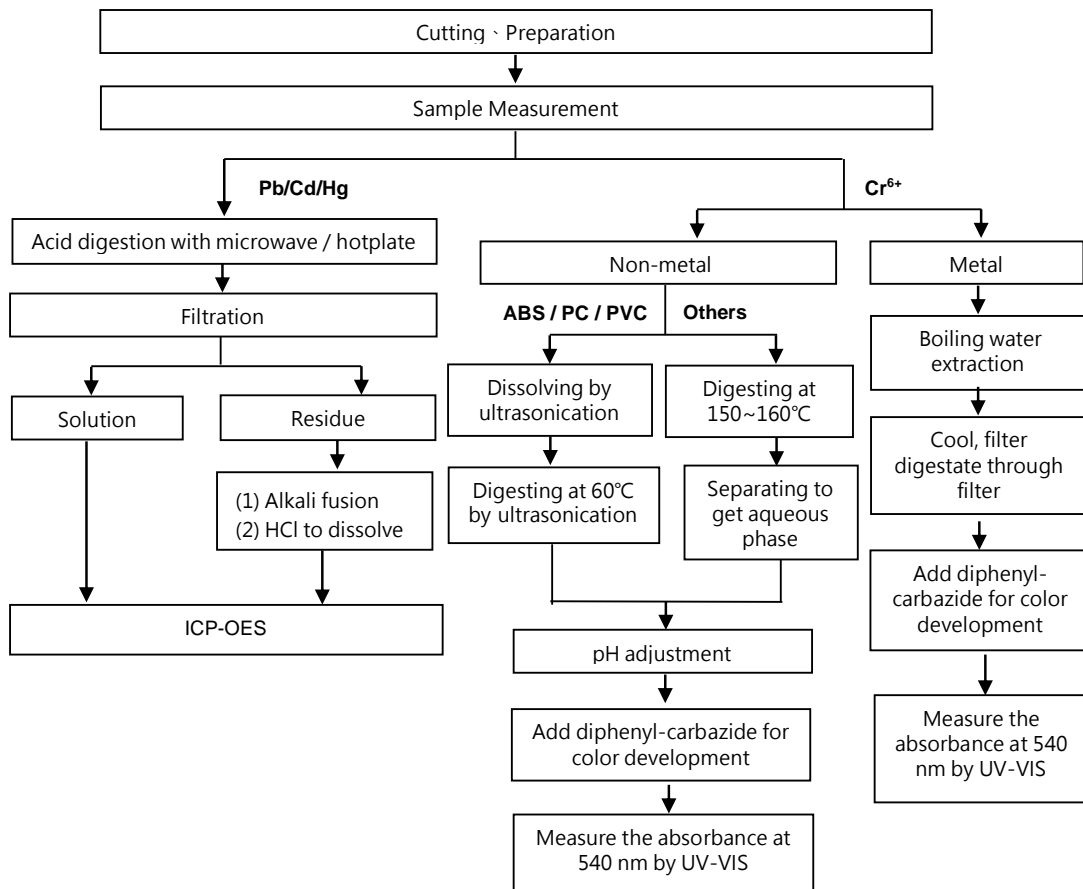 Cutting、Preparation
Sample Measurement
Pb/Cd/Hg
Cr6+
Acid digestion with microwave / hotplate
Non-metal
Metal
Filtration
ABS / PC / PVC
Others
Boiling water
extraction
Solution
Residue
Dissolving by
ultrasonication
Digesting at
150~160℃
Cool, filter
digestate through
filter
(1) Alkali fusion
(2) HCl to dissolve
Digesting at 60℃
by ultrasonication
Separating to
get aqueous
phase
Add diphenyl-
carbazide for color
development
ICP-OES
pH adjustment
Add diphenyl-carbazide for
color development
Measure the
absorbance at 540
nm by UV-VIS
Measure the absorbance at
540 nm by UV-VIS